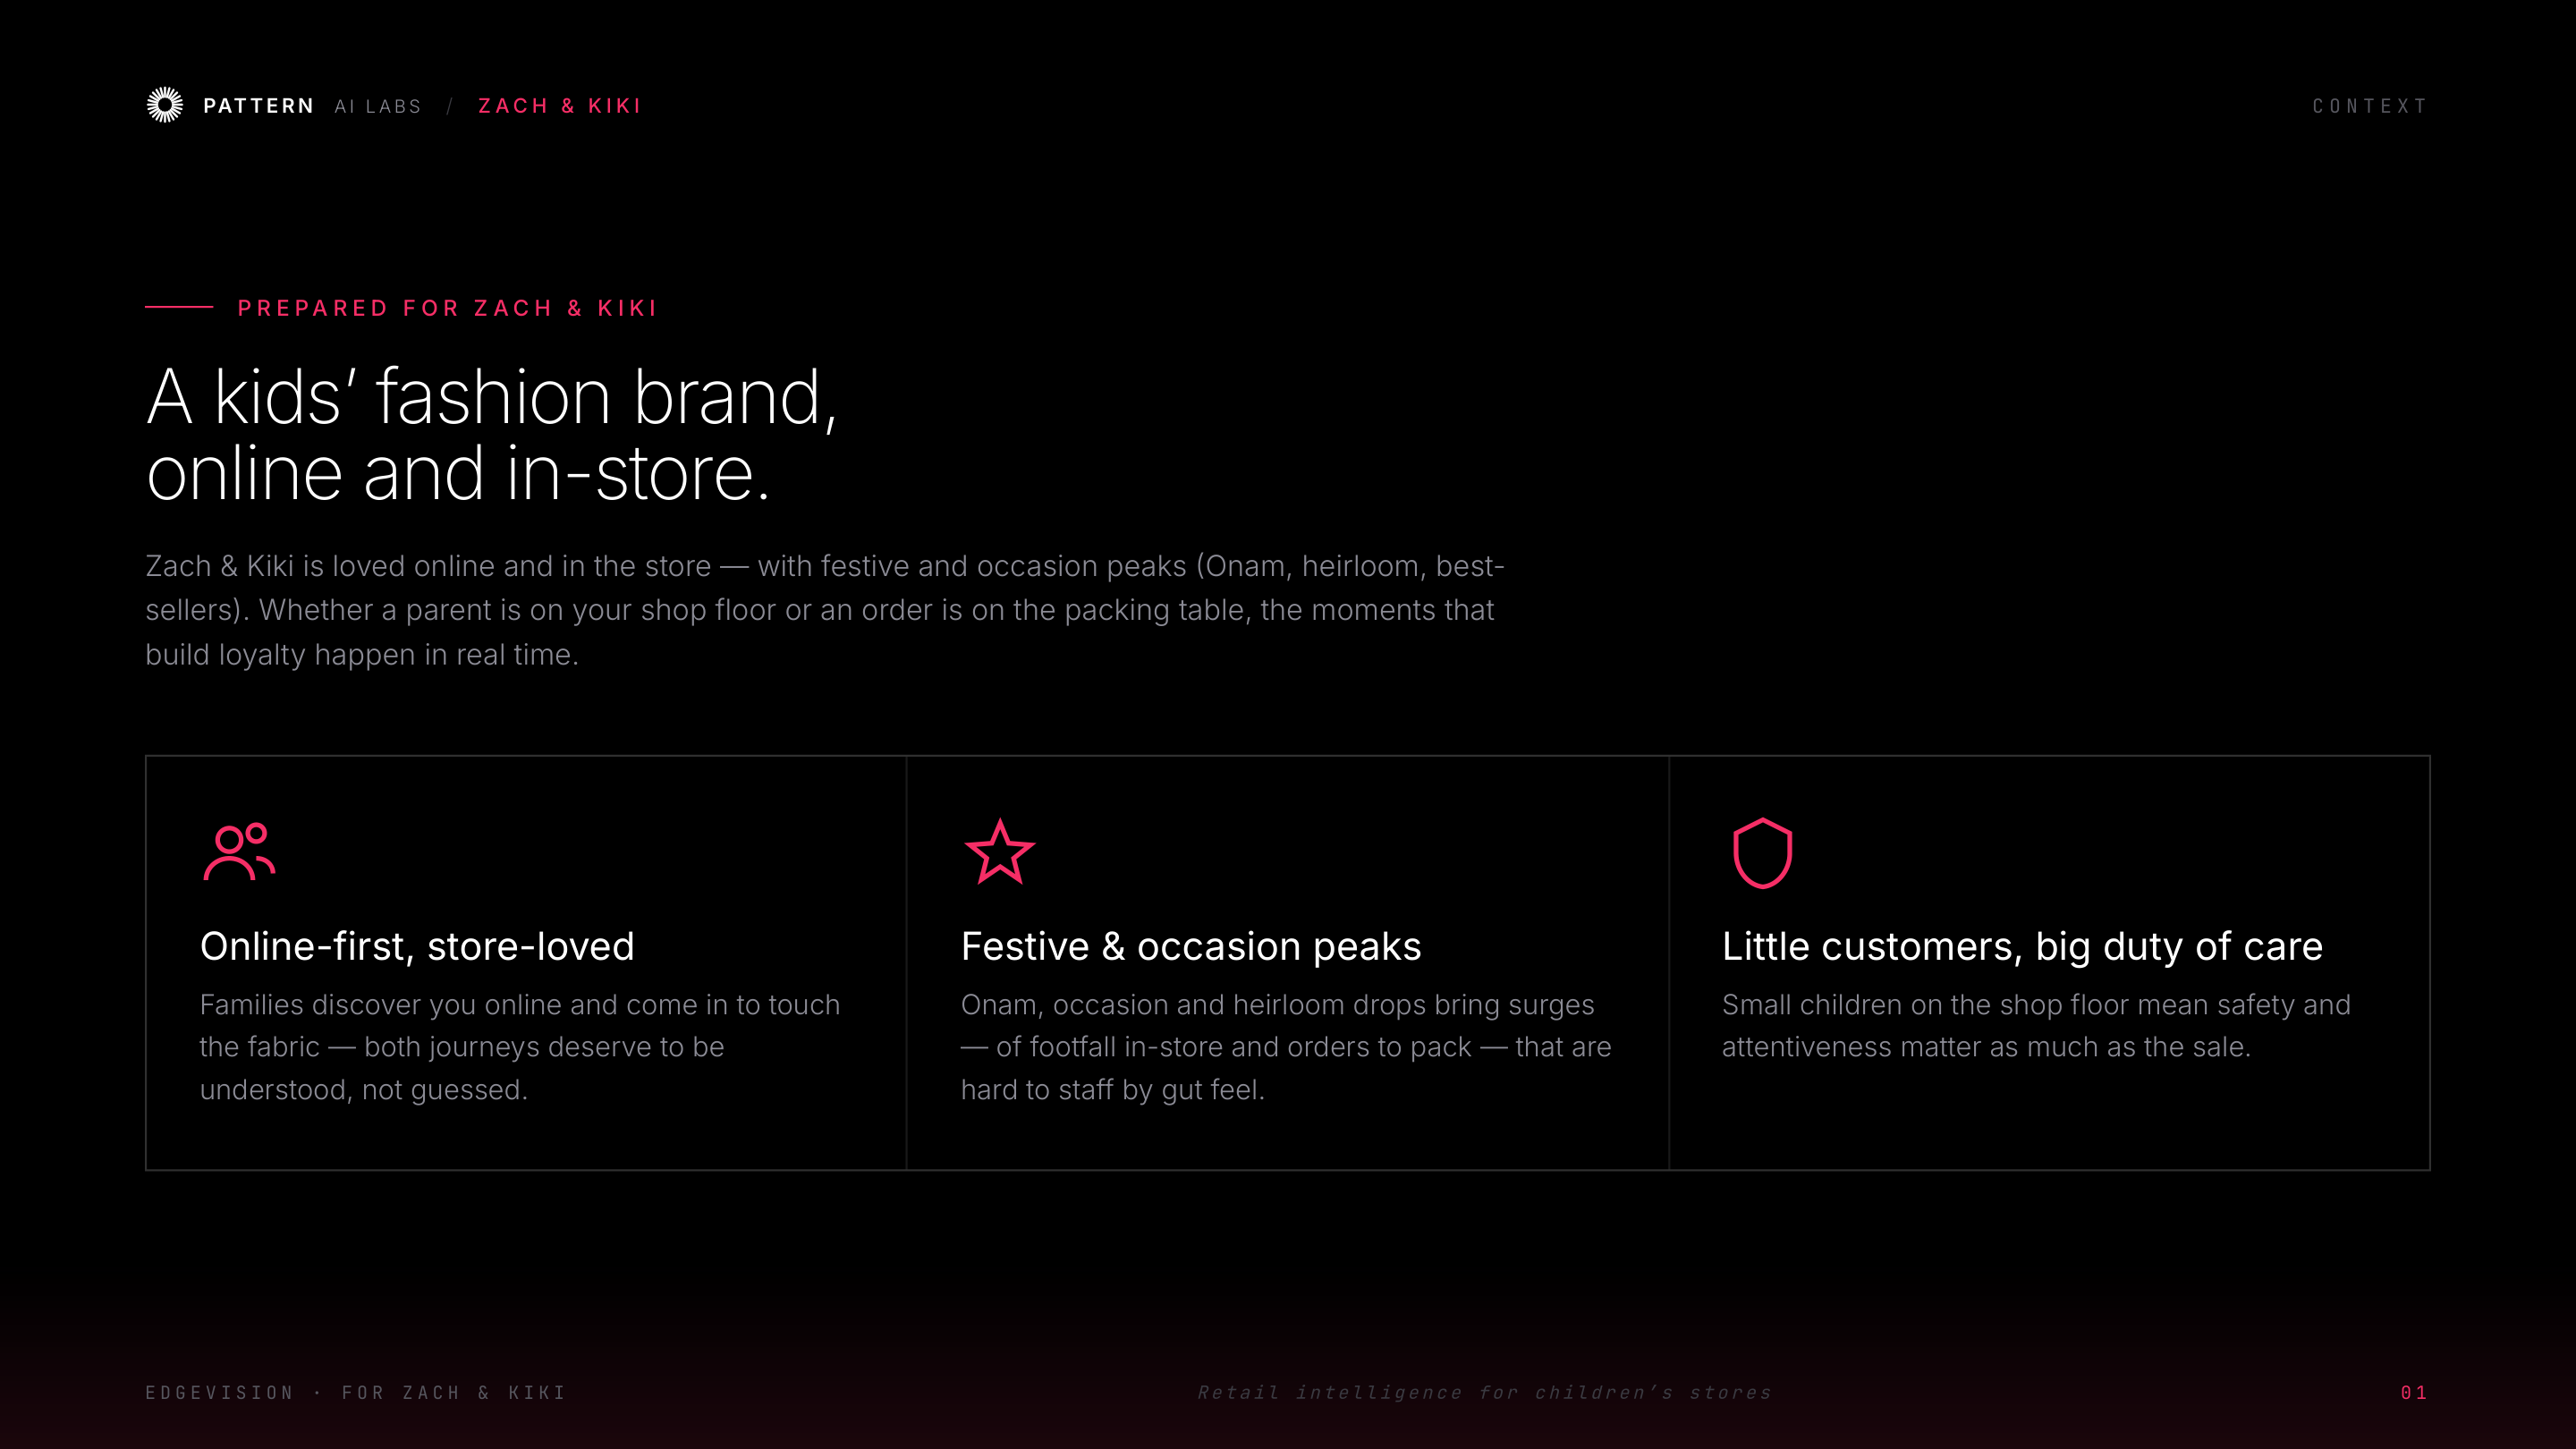 PATTERN AI LABS / ZACH & KIKI
CONTEXT
PREPARED FOR ZACH & KIKI
A kids’ fashion brand,
online and in-store.
Zach & Kiki is loved online and in the store — with festive and occasion peaks (Onam, heirloom, best-
sellers). Whether a parent is on your shop floor or an order is on the packing table, the moments that
build loyalty happen in real time.
Online-first, store-loved
Families discover you online and come in to touch
the fabric — both journeys deserve to be
understood, not guessed.
Festive & occasion peaks
Onam, occasion and heirloom drops bring surges
— of footfall in-store and orders to pack — that are
hard to staff by gut feel.
Little customers, big duty of care
Small children on the shop floor mean safety and
attentiveness matter as much as the sale.
EDGEVISION · FOR ZACH & KIKI
Retail intelligence for children’s stores
01